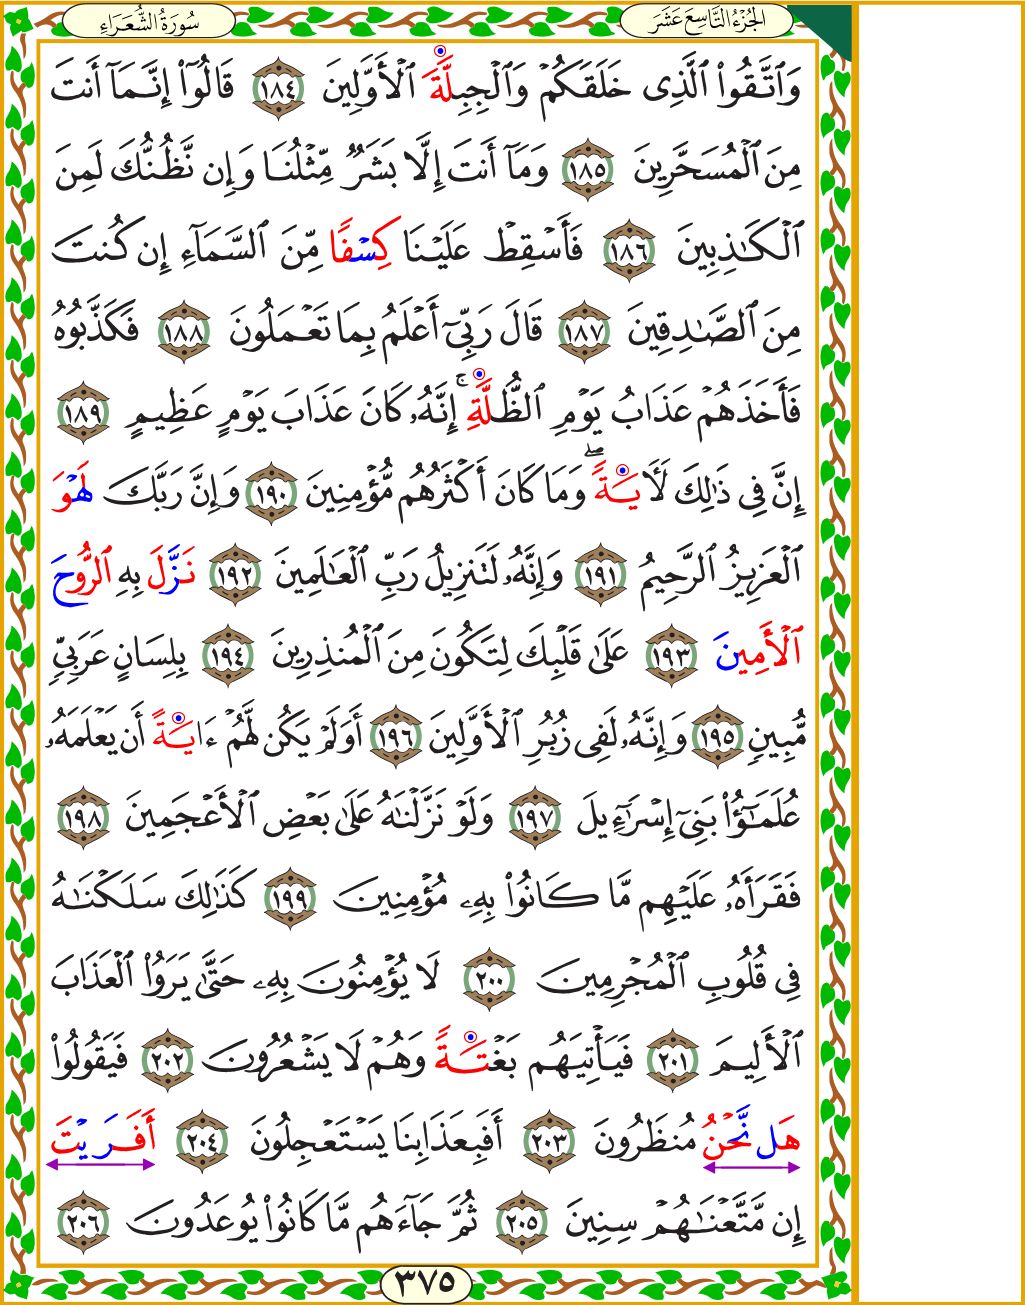 الجُزْءُ التَّاسِعَ عَشَرَ
سُورَةُ الشُّعَرَاءِ
وَٱتَّقُوا۟ ٱلَّذِى خَلَقَكُمْ وَٱلْجِبِلَّةَ ٱلْأَوَّلِينَ ١٨٤ قَالُوٓا۟ إِنَّمَآ أَنتَ
مِنَ ٱلْمُسَحَّرِينَ ١٨٥ وَمَآ أَنتَ إِلَّا بَشَرٌ مِّثْلُنَا وَإِن نَّظُنُّكَ لَمِنَ
ٱلْكَـٰذِبِينَ ١٨٦ فَأَسْقِطْ عَلَيْنَا كِسْفًا مِّنَ ٱلسَّمَآءِ إِن كُنتَ
مِنَ ٱلصَّـٰدِقِينَ ١٨٧ قَالَ رَبِّىٓ أَعْلَمُ بِمَا تَعْمَلُونَ ١٨٨ فَكَذَّبُوهُ
فَأَخَذَهُمْ عَذَابُ يَوْمِ ٱلظُّلَّةِ ۚ إِنَّهُۥ كَانَ عَذَابَ يَوْمٍ عَظِيمٍ ١٨٩
إِنَّ فِى ذَٰلِكَ لَـَٔايَةً ۖ وَمَا كَانَ أَكْثَرُهُم مُّؤْمِنِينَ ١٩٠ وَإِنَّ رَبَّكَ لَهْوَ
ٱلْعَزِيزُ ٱلرَّحِيمُ ١٩١ وَإِنَّهُۥ لَتَنزِيلُ رَبِّ ٱلْعَـٰلَمِينَ ١٩٢ نَزَّلَ بِهِ ٱلرُّوحَ
ٱلْأَمِينَ ١٩٣ عَلَىٰ قَلْبِكَ لِتَكُونَ مِنَ ٱلْمُنذِرِينَ ١٩٤ بِلِسَانٍ عَرَبِىٍّ
مُّبِينٍ ١٩٥ وَإِنَّهُۥ لَفِى زُبُرِ ٱلْأَوَّلِينَ ١٩٦ أَوَلَمْ يَكُن لَّهُمْ ءَايَةً أَن يَعْلَمَهُۥ
عُلَمَـٰٓؤُا۟ بَنِىٓ إِسْرَٰٓءِيلَ ١٩٧ وَلَوْ نَزَّلْنَـٰهُ عَلَىٰ بَعْضِ ٱلْأَعْجَمِينَ ١٩٨
فَقَرَأَهُۥ عَلَيْهِم مَّا كَانُوا۟ بِهِۦ مُؤْمِنِينَ ١٩٩ كَذَٰلِكَ سَلَكْنَـٰهُ
فِى قُلُوبِ ٱلْمُجْرِمِينَ ٢٠٠ لَا يُؤْمِنُونَ بِهِۦ حَتَّىٰ يَرَوُا۟ ٱلْعَذَابَ
ٱلْأَلِيمَ ٢٠١ فَيَأْتِيَهُم بَغْتَةً وَهُمْ لَا يَشْعُرُونَ ٢٠٢ فَيَقُولُوا۟
هَل نَّحْنُ مُنظَرُونَ ٢٠٣ أَفَبِعَذَابِنَا يَسْتَعْجِلُونَ ٢٠٤ أَفَرَيْتَ
إِن مَّتَّعْنَـٰهُمْ سِنِينَ ٢٠٥ ثُمَّ جَآءَهُم مَّا كَانُوا۟ يُوعَدُونَ ٢٠٦
٣٧٥